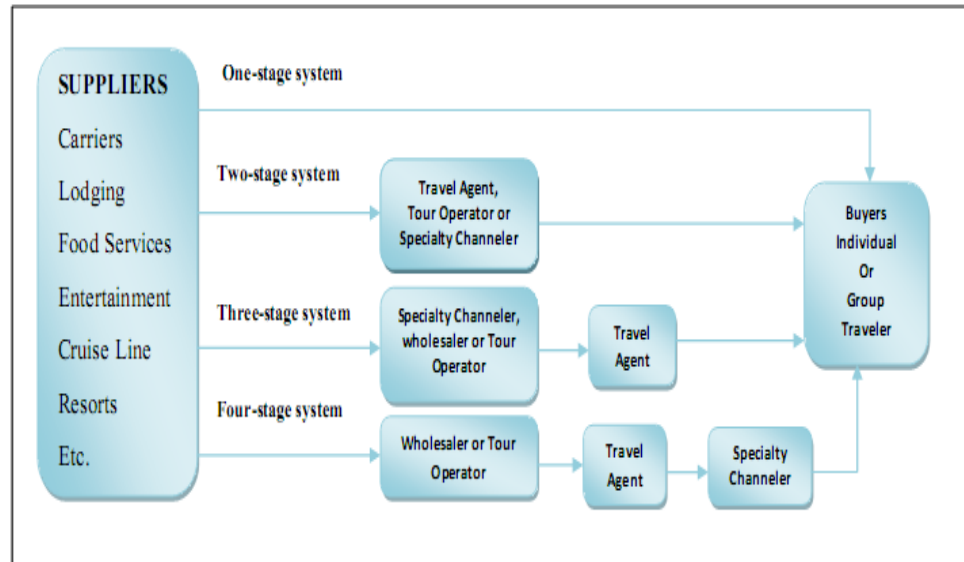 SUPPLIERS
Carriers
Lodging
Food Services
Entertainment
Cruise Line
Resorts
Etc.
One-stage system
Two-stage system
Travel Agent,
Tour Operator or
Specialty Channeler
Three-stage system
Specialty Channeler,
wholesaler or Tour
Operator
Travel
Agent
Four-stage system
Wholesaler or Tour
Operator
Travel
Agent
Specialty
Channeler
Buyers
Individual
Or
Group
Traveler